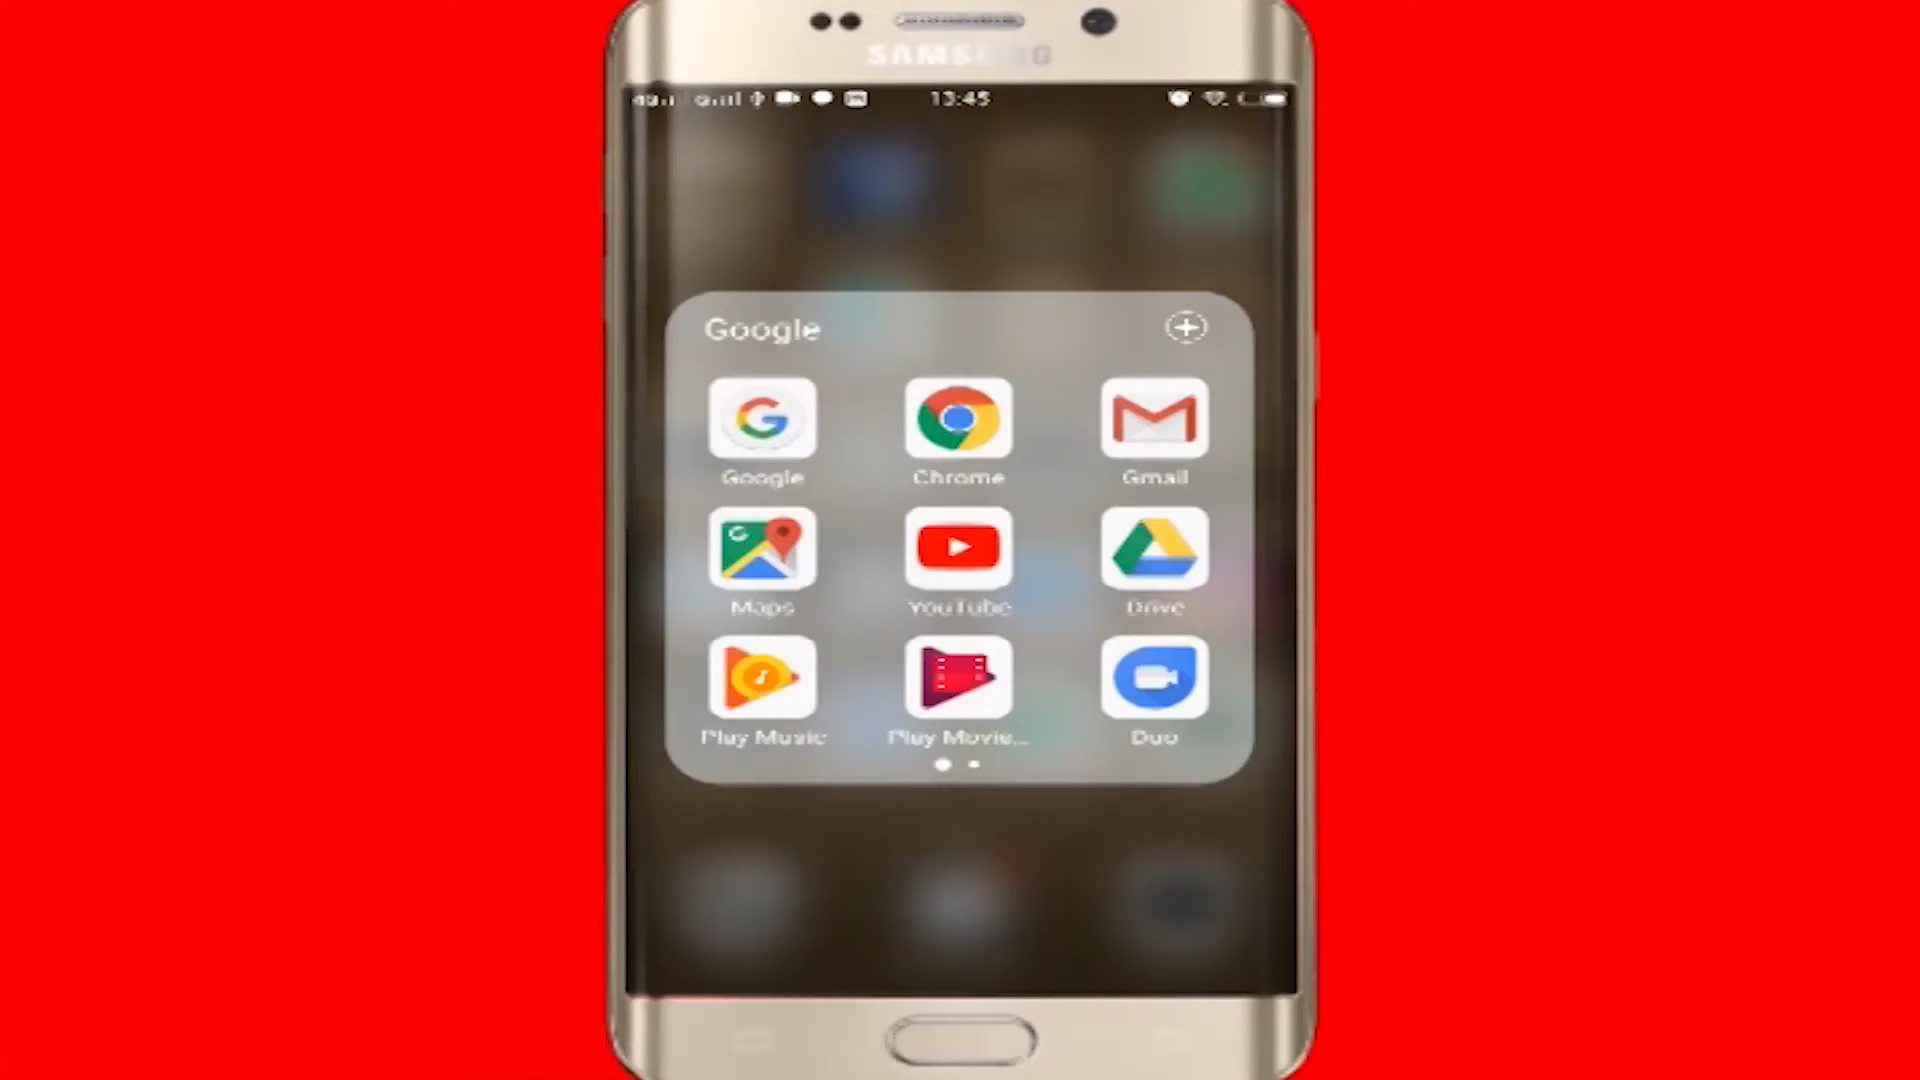 SAMSUNG
13:45
Google
Google Chrome Gmail
Maps YouTube Drive
Play Music Play Movie... Duo